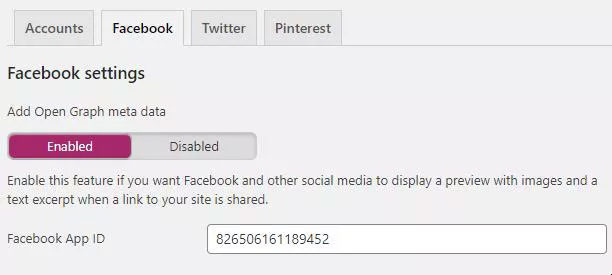 Accounts Facebook Twitter Pinterest
Facebook settings
Add Open Graph meta data
Enabled Disabled
Enable this feature if you want Facebook and other social media to display a preview with images and a
text excerpt when a link to your site is shared.
Facebook App ID 826506161189452